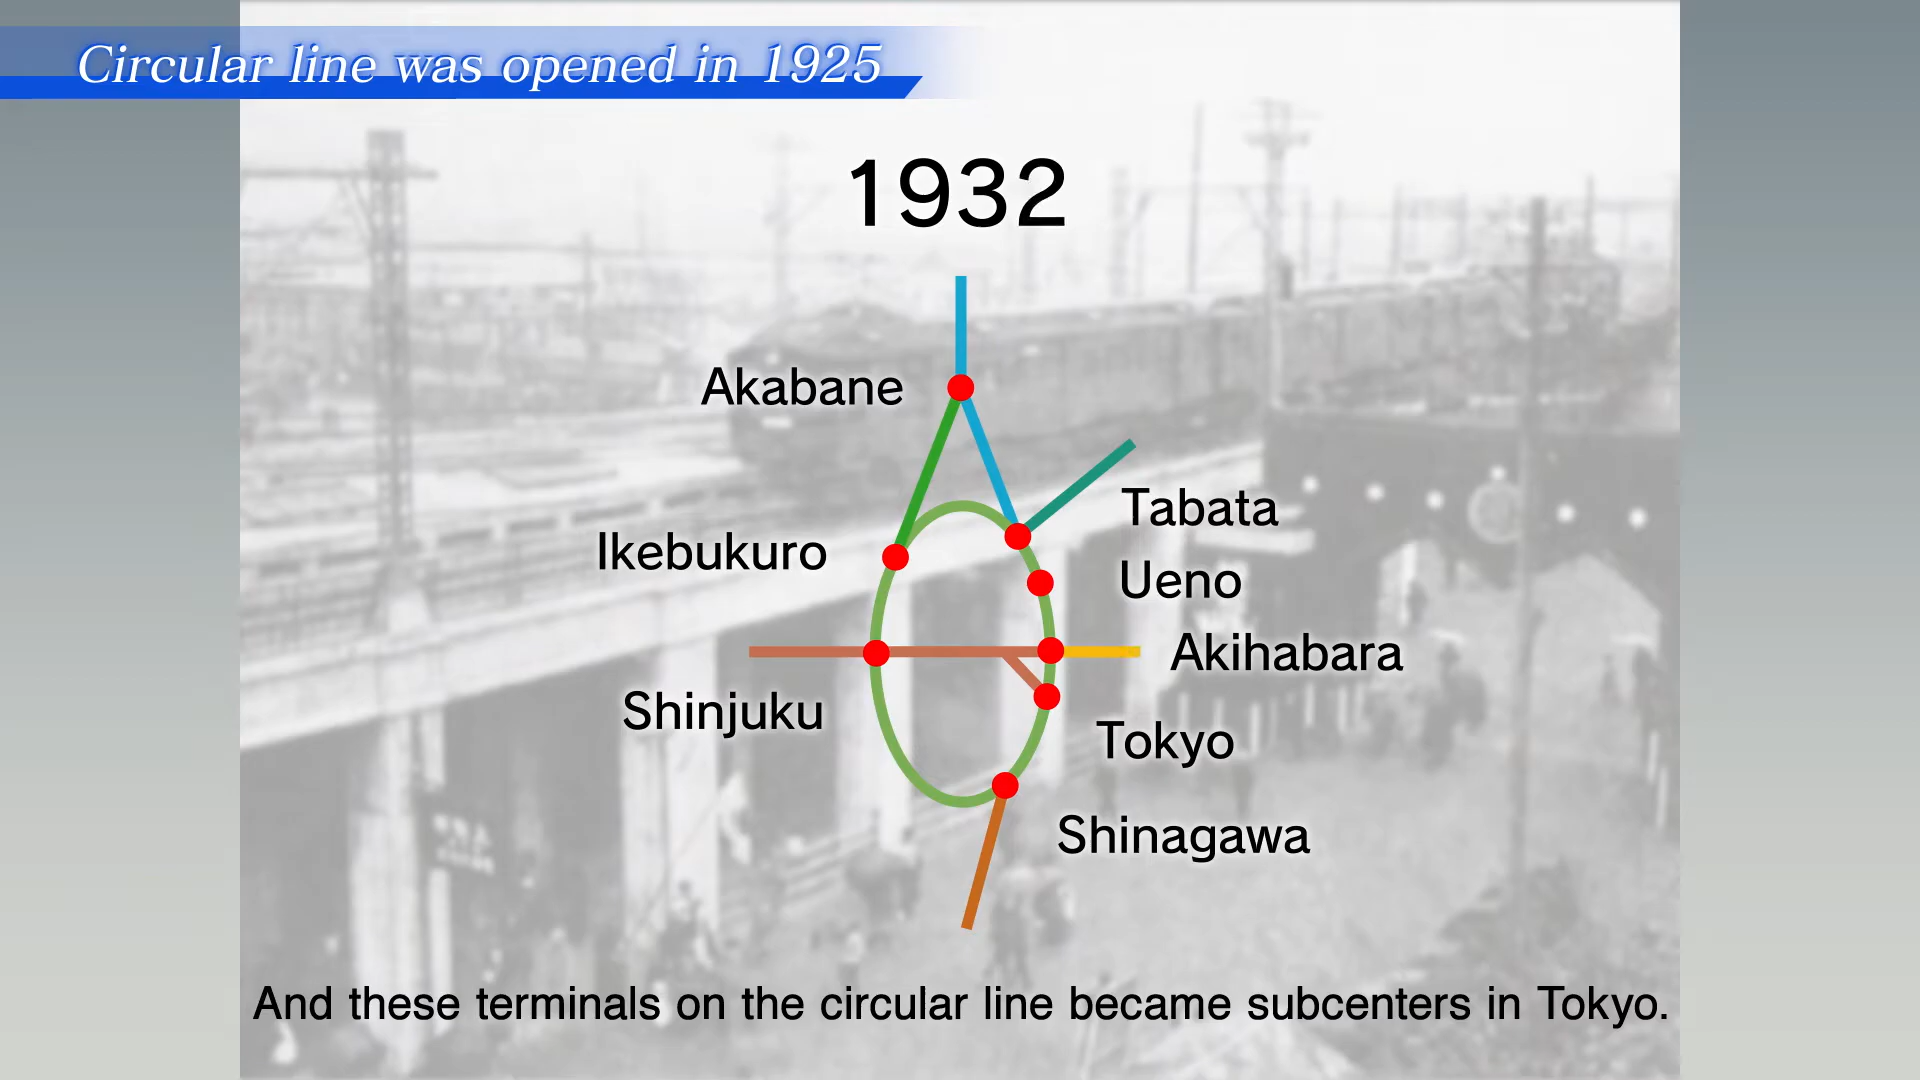 Circular line was opened in 1925
1932
Akabane
Tabata
Ikebukuro
Ueno
Akihabara
Shinjuku
Tokyo
Shinagawa
And these terminals on the circular line became subcenters in Tokyo.